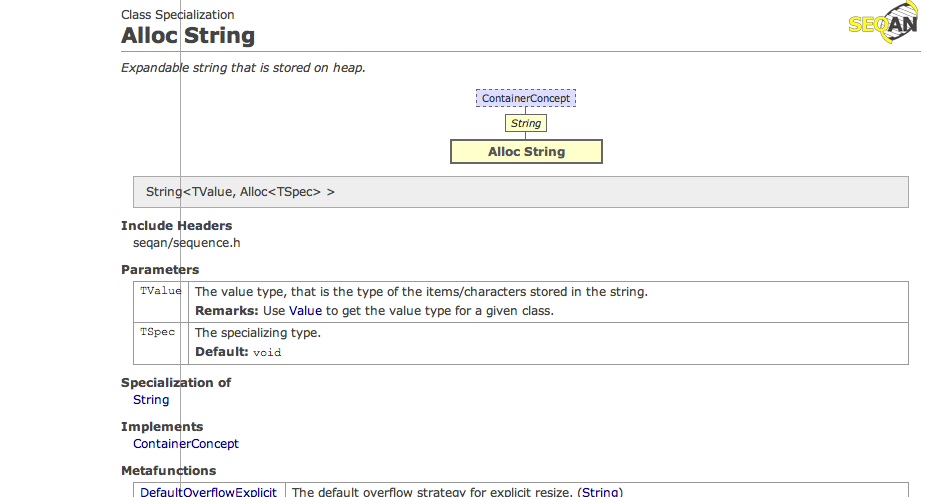 Class Specialization
SEQAN
Alloc String
Expandable string that is stored on heap.
ContainerConcept
String
Alloc String
String<TValue, Alloc<TSpec> >
Include Headers
seqan/sequence.h
Parameters
TValue The value type, that is the type of the items/characters stored in the string.
Remarks: Use Value to get the value type for a given class.
TSpec The specializing type.
Default: void
Specialization of
String
Implements
ContainerConcept
Metafunctions
DefaultOverflowExplicit The default overflow strategy for explicit resize. (String)